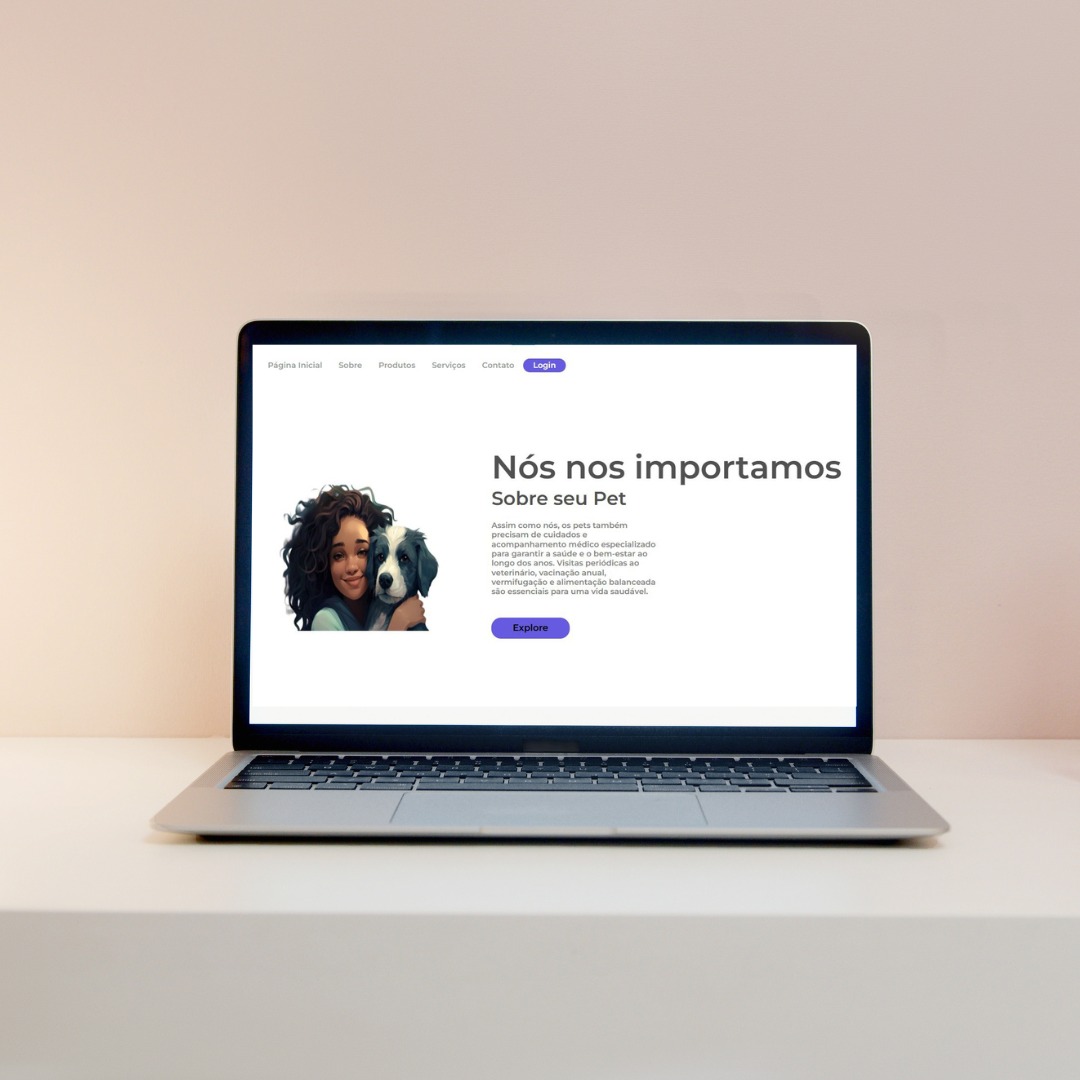 Página Inicial Sobre Produtos Serviços Contato Login
Nós nos importamos
Sobre seu Pet
Assim como nós, os pets também
precisam de cuidados e
acompanhamento médico especializado
para garantir a saúde e o bem-estar ao
longo dos anos. Visitas periódicas ao
veterinário, vacinação anual,
vermifugação e alimentação balanceada
são essenciais para uma vida saudável.
Explore